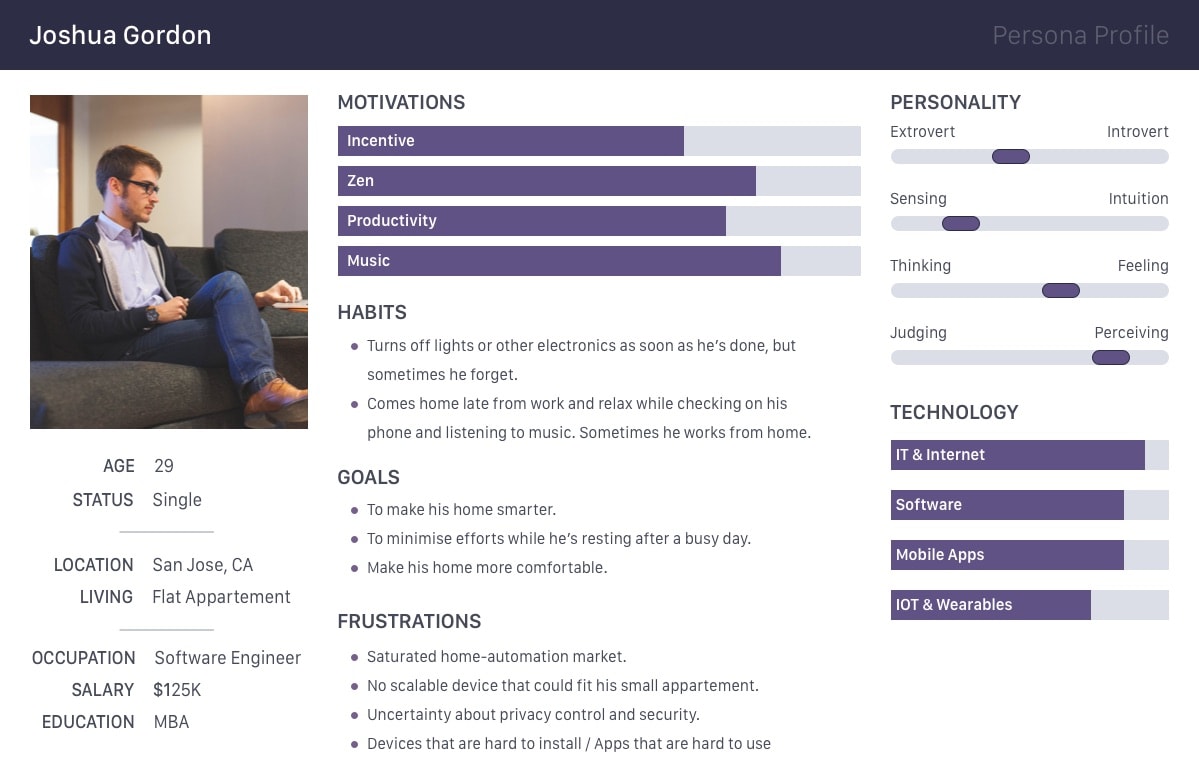 Joshua Gordon
Persona Profile
AGE 29
STATUS Single
LOCATION San Jose, CA
LIVING Flat Appartement
OCCUPATION Software Engineer
SALARY $125K
EDUCATION MBA
MOTIVATIONS
Incentive
Zen
Productivity
Music
HABITS
Turns off lights or other electronics as soon as he’s done, but
sometimes he forget.
Comes home late from work and relax while checking on his
phone and listening to music. Sometimes he works from home.
GOALS
To make his home smarter.
To minimise efforts while he’s resting after a busy day.
Make his home more comfortable.
FRUSTRATIONS
Saturated home-automation market.
No scalable device that could fit his small appartement.
Uncertainty about privacy control and security.
Devices that are hard to install / Apps that are hard to use
PERSONALITY
Extrovert Introvert
Sensing Intuition
Thinking Feeling
Judging Perceiving
TECHNOLOGY
IT & Internet
Software
Mobile Apps
IOT & Wearables